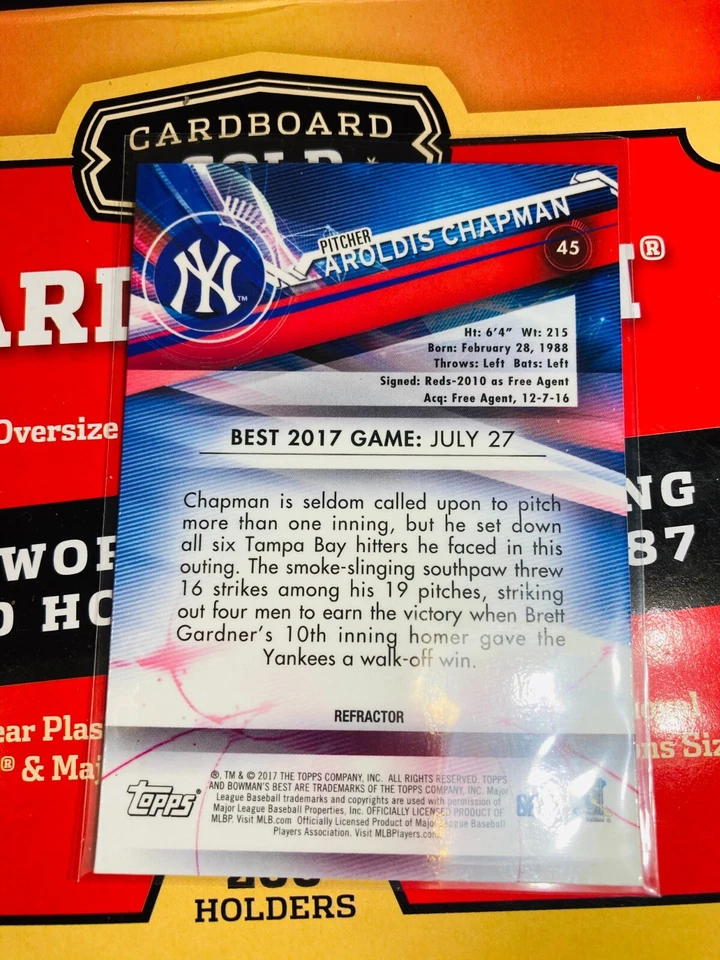 CARDBOARD
PITCHER
AROLDIS CHAPMAN
45
NY
TM
®
Ht: 6'4" Wt: 215
Born: February 28, 1988
Throws: Left Bats: Left
Signed: Reds-2010 as Free Agent
Acq: Free Agent, 12-7-16
Oversize
BEST 2017 GAME: JULY 27
NG
87
Chapman is seldom called upon to pitch
more than one inning, but he set down
all six Tampa Bay hitters he faced in this
outing. The smoke-slinging southpaw threw
16 strikes among his 19 pitches, striking
out four men to earn the victory when Brett
Gardner's 10th inning homer gave the
Yankees a walk-off win.
REFRACTOR
ear Plas
® & Maj
ns Siz
topps®
®, TM & © 2017 THE TOPPS COMPANY, INC. ALL RIGHTS RESERVED. TOPPS
AND BOWMAN'S BEST ARE TRADEMARKS OF THE TOPPS COMPANY, INC. Major
League Baseball trademarks and copyrights are used with permission of
Major League Baseball Properties, Inc. OFFICIALLY LICENSED PRODUCT OF
MLBP. Visit MLB.com Officially Licensed Product of Major League Baseball
Players Association. Visit MLBPlayers.com.
HOLDERS